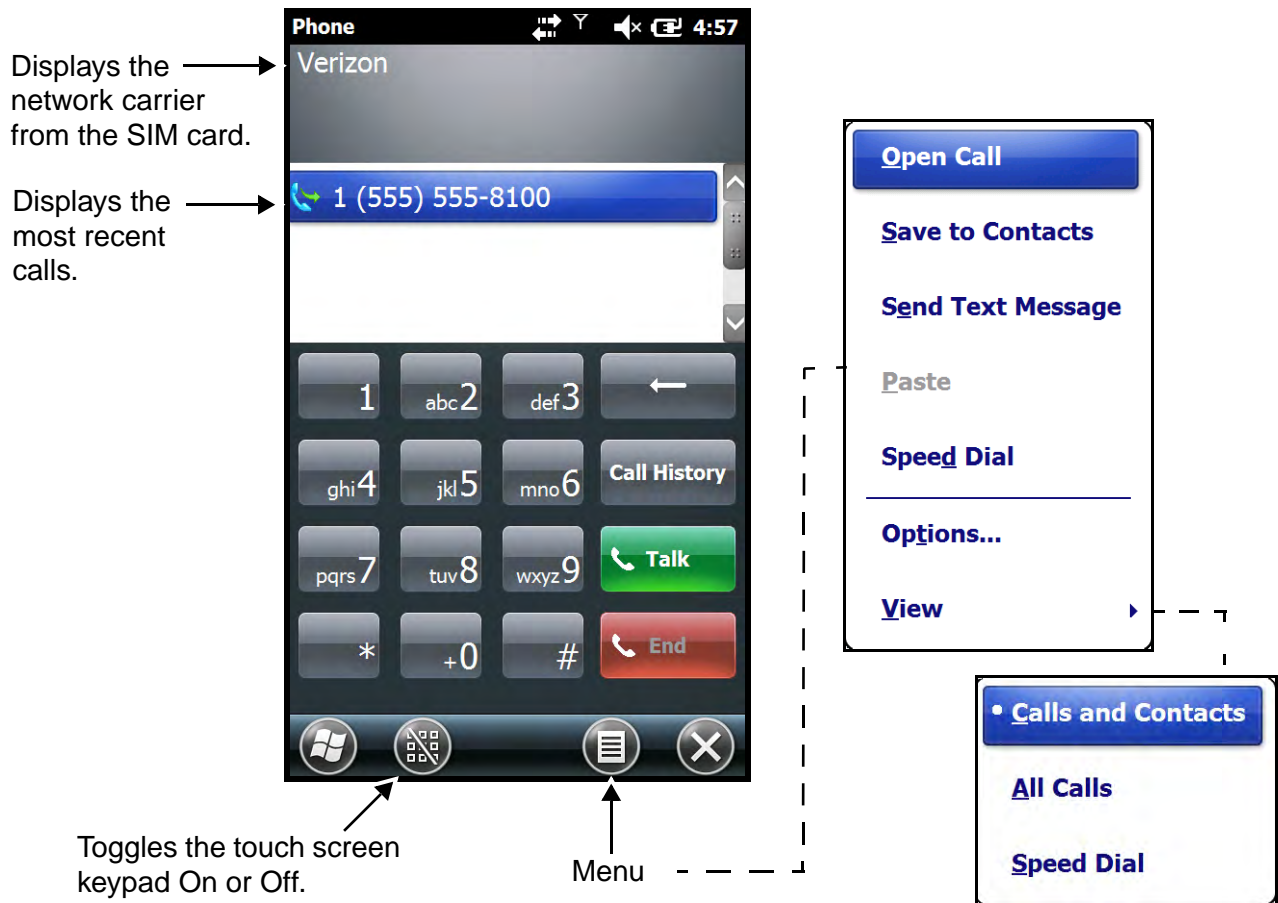 Phone 4:57
Verizon
Displays the
network carrier
from the SIM card.
Displays the
most recent
calls.
1 (555) 555-8100
1 abc2 def3
ghi4 jkl5 mno6 Call History
pqrs7 tuv8 wxyz9 Talk
* +0 # End
Toggles the touch screen
keypad On or Off.
Menu
Open Call
Save to Contacts
Send Text Message
Paste
Speed Dial
Options...
View
Calls and Contacts
All Calls
Speed Dial